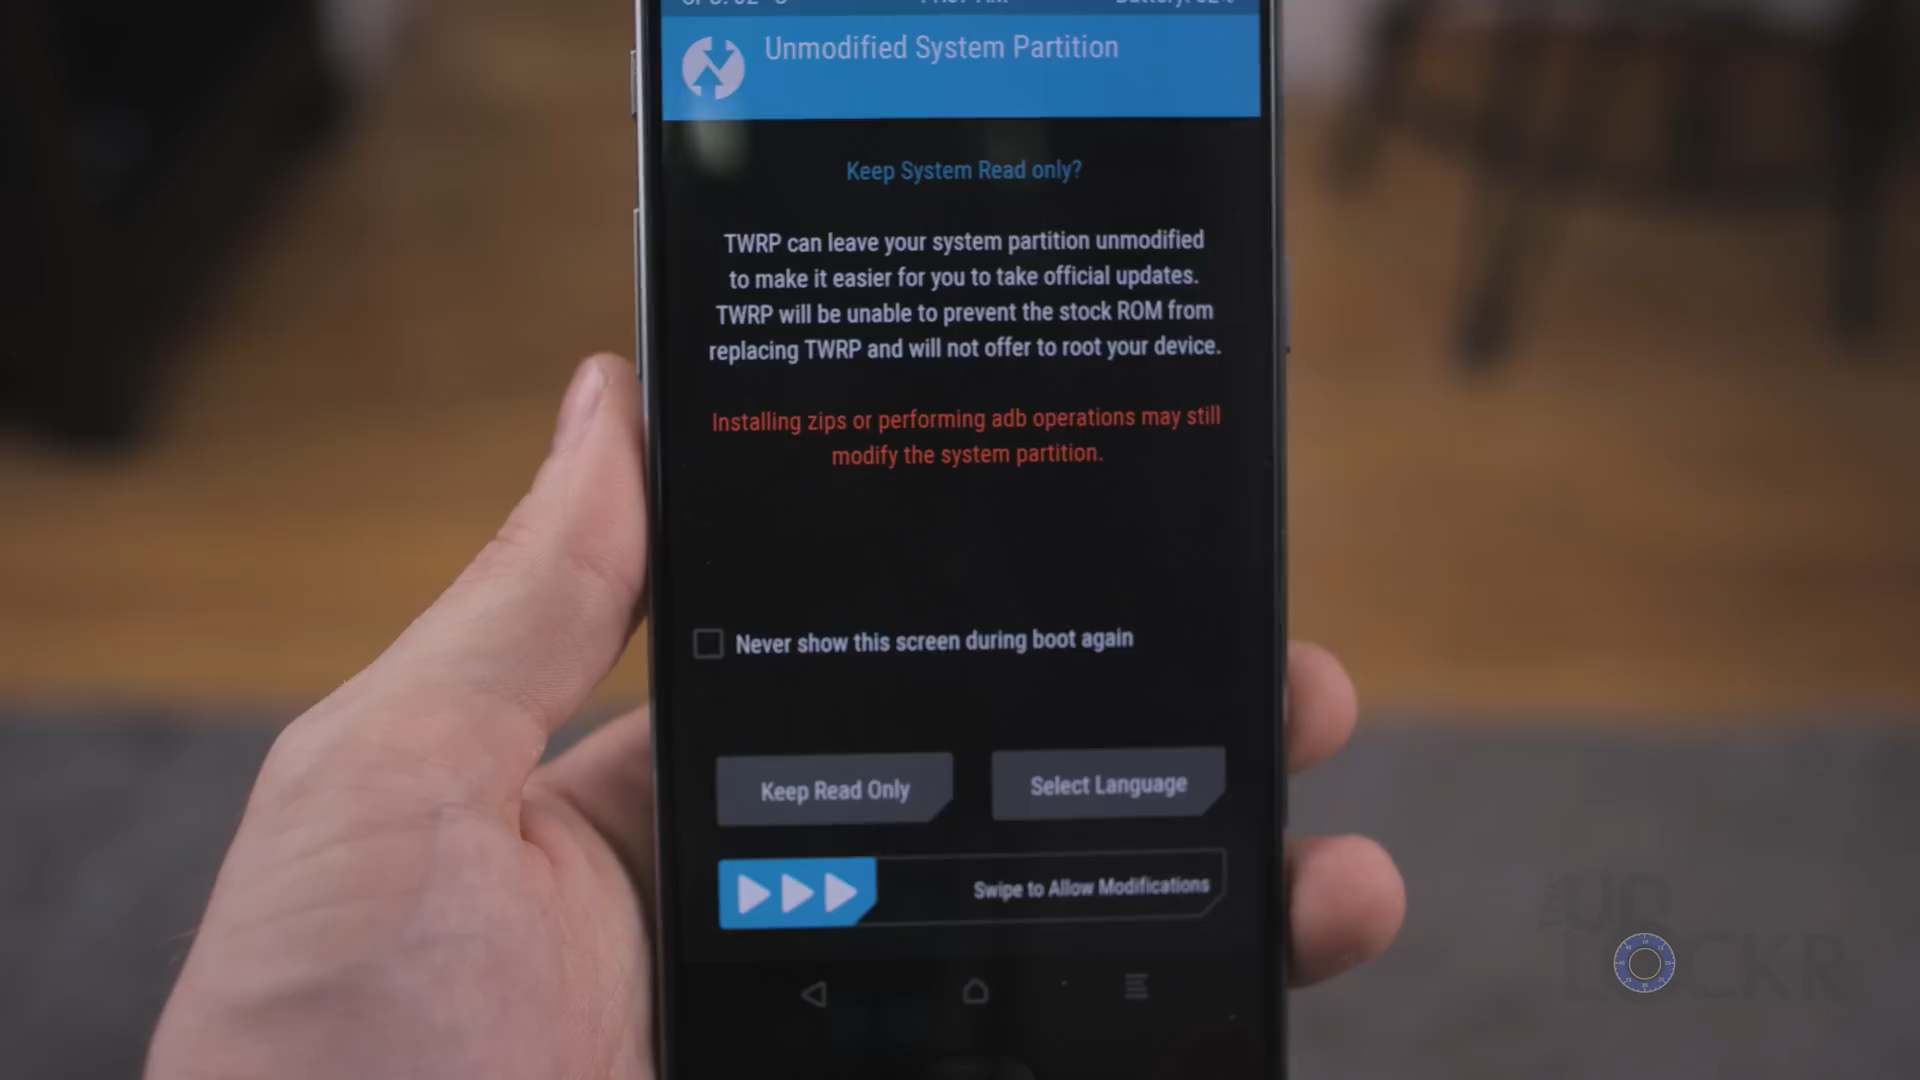 Unmodified System Partition
Keep System Read only?
TWRP can leave your system partition unmodified
to make it easier for you to take official updates.
TWRP will be unable to prevent the stock ROM from
replacing TWRP and will not offer to root your device.
Installing zips or performing adb operations may still
modify the system partition.
Never show this screen during boot again
Keep Read Only
Select Language
Swipe to Allow Modifications
THE
UN
LOCKR